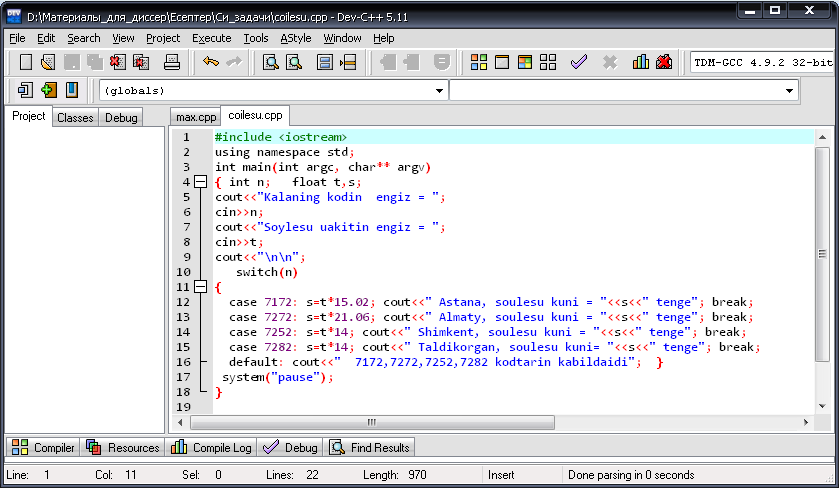 D:\Материалы_для_диссер\Есептер\Си_задачи\coilesu.cpp - Dev-C++ 5.11
File Edit Search View Project Execute Tools AStyle Window Help
TDM-GCC 4.9.2 32-bit
(globals)
Project Classes Debug max.cpp coilesu.cpp
1 #include <iostream>
2 using namespace std;
3 int main(int argc, char** argv)
4 { int n;   float t,s;
5 cout<<"Kalaning kodin  engiz = ";
6 cin>>n;
7 cout<<"Soylesu uakitin engiz = ";
8 cin>>t;
9 cout<<"\n\n";
10    switch(n)
11 {
12   case 7172: s=t*15.02; cout<<" Astana, soulesu kuni = "<<s<<" tenge"; break;
13   case 7272: s=t*21.06; cout<<" Almaty, soulesu kuni = "<<s<<" tenge"; break;
14   case 7252: s=t*14; cout<<" Shimkent, soulesu kuni = "<<s<<" tenge"; break;
15   case 7282: s=t*14; cout<<" Taldikorgan, soulesu kuni= "<<s<<" tenge"; break;
16   default: cout<<"  7172,7272,7252,7282 kodtarin kabildaidi";  }
17  system("pause");
18 }
19
Compiler Resources Compile Log Debug Find Results
Line: 1 Col: 11 Sel: 0 Lines: 22 Length: 970 Insert Done parsing in 0 seconds